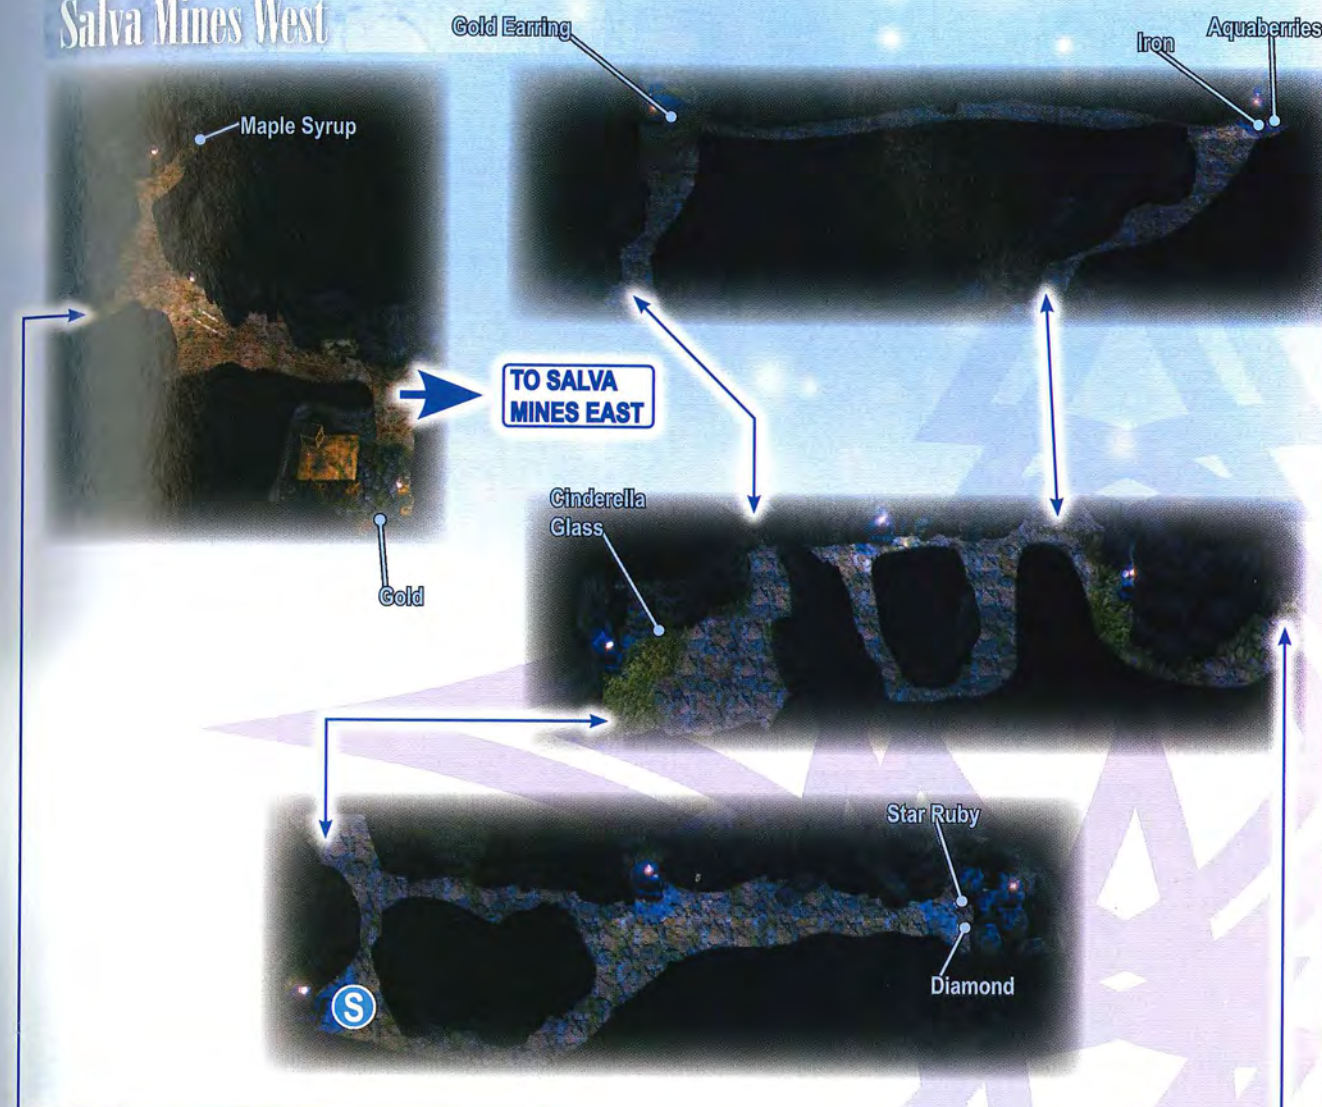 Salva Mines West
Gold Earring
Iron
Aquaberries
Maple Syrup
TO SALVA
MINES EAST
Cinderella
Glass
Gold
Star Ruby
Diamond
S